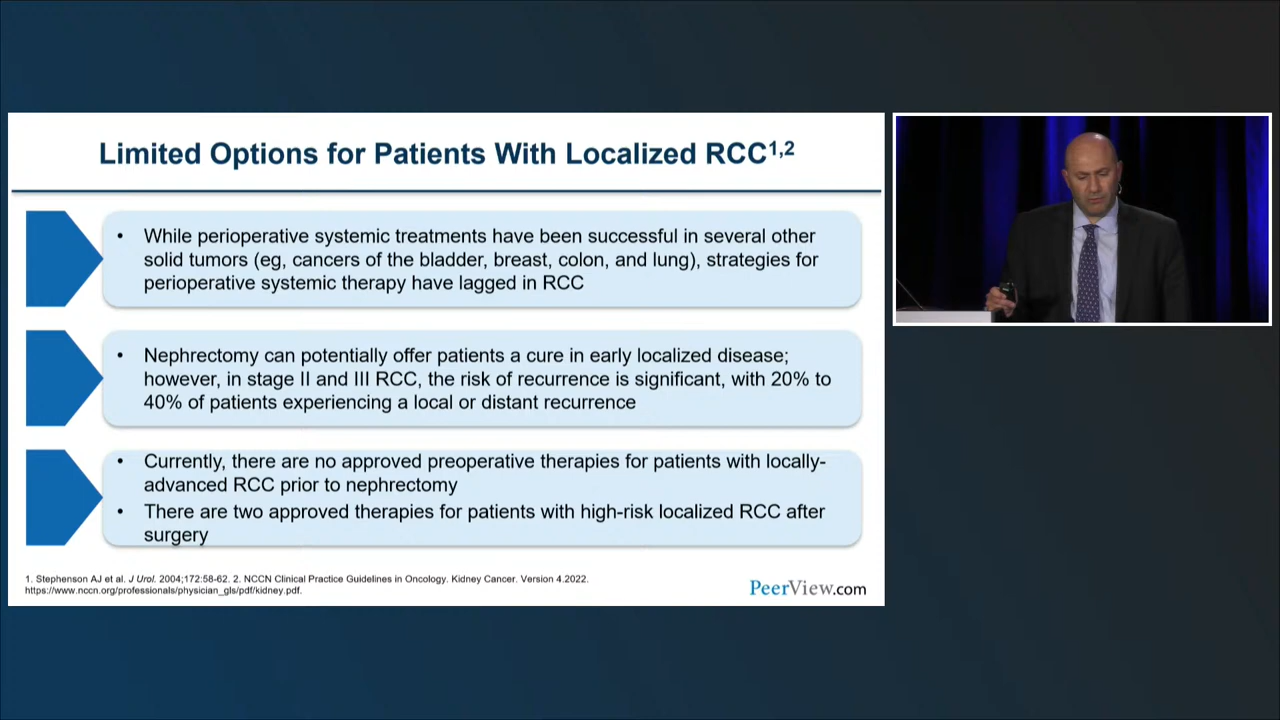 Limited Options for Patients With Localized RCC1,2
• While perioperative systemic treatments have been successful in several other
solid tumors (eg, cancers of the bladder, breast, colon, and lung), strategies for
perioperative systemic therapy have lagged in RCC
• Nephrectomy can potentially offer patients a cure in early localized disease;
however, in stage II and III RCC, the risk of recurrence is significant, with 20% to
40% of patients experiencing a local or distant recurrence
• Currently, there are no approved preoperative therapies for patients with locally-
advanced RCC prior to nephrectomy
• There are two approved therapies for patients with high-risk localized RCC after
surgery
1. Stephenson AJ et al. J Urol. 2004;172:58-62. 2. NCCN Clinical Practice Guidelines in Oncology. Kidney Cancer. Version 4.2022.
https://www.nccn.org/professionals/physician_gls/pdf/kidney.pdf.
PeerView.com